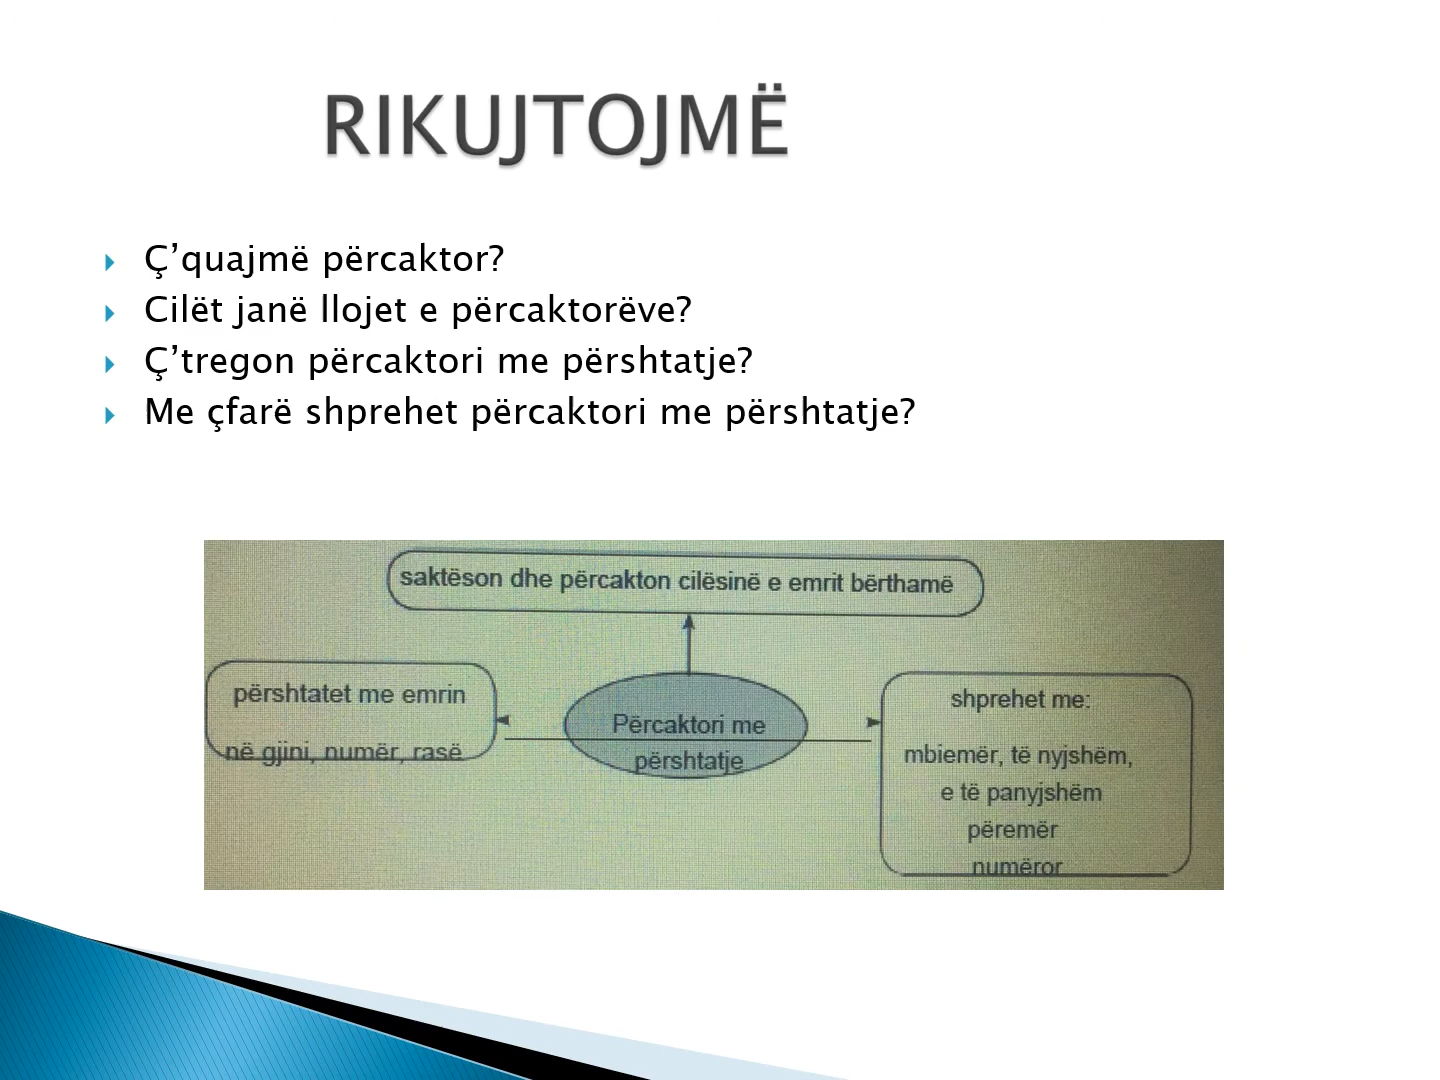 RIKUJTOJMË
Ç’quajmë përcaktor?
Cilët janë llojet e përcaktorëve?
Ç’tregon përcaktori me përshtatje?
Me çfarë shprehet përcaktori me përshtatje?
saktëson dhe përcakton cilësinë e emrit bërthamë
përshtatet me emrin
në gjini, numër, rasë
Përcaktori me
përshtatje
shprehet me:
mbiemër, të nyjshëm,
e të panyjshëm
përemër
numëror